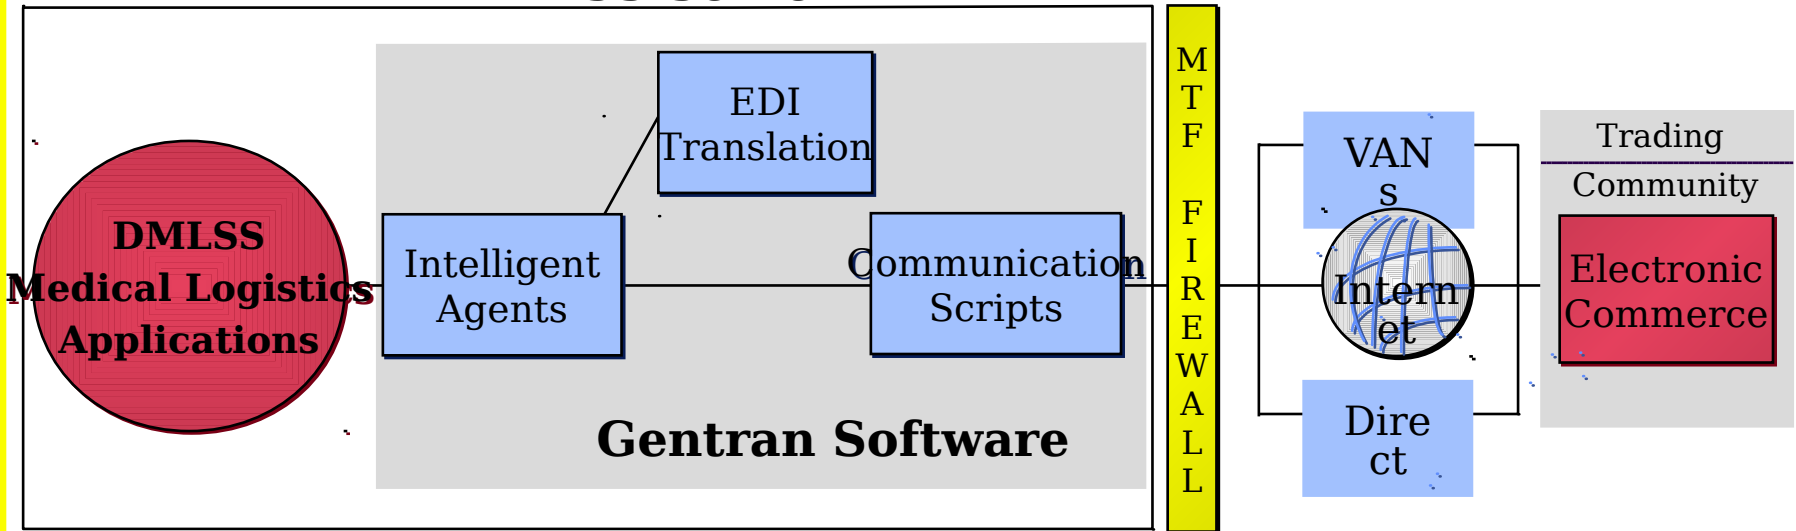 DMLSS
Medical Logistics
Applications
EDI
Translation
Intelligent
Agents
Communication
Scripts
Gentran Software
M
T
F
F
I
R
E
W
A
L
L
VAN
s
Intern
et
Dire
ct
Trading
Community
Electronic
Commerce